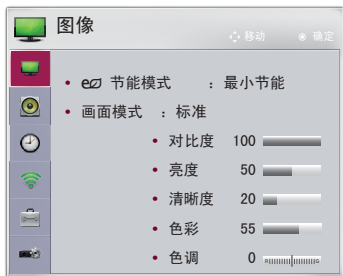 图像
移动 确定
• e 节能模式 : 最小节能
• 画面模式 : 标准
• 对比度 100
• 亮度 50
• 清晰度 20
• 色彩 55
• 色调 0